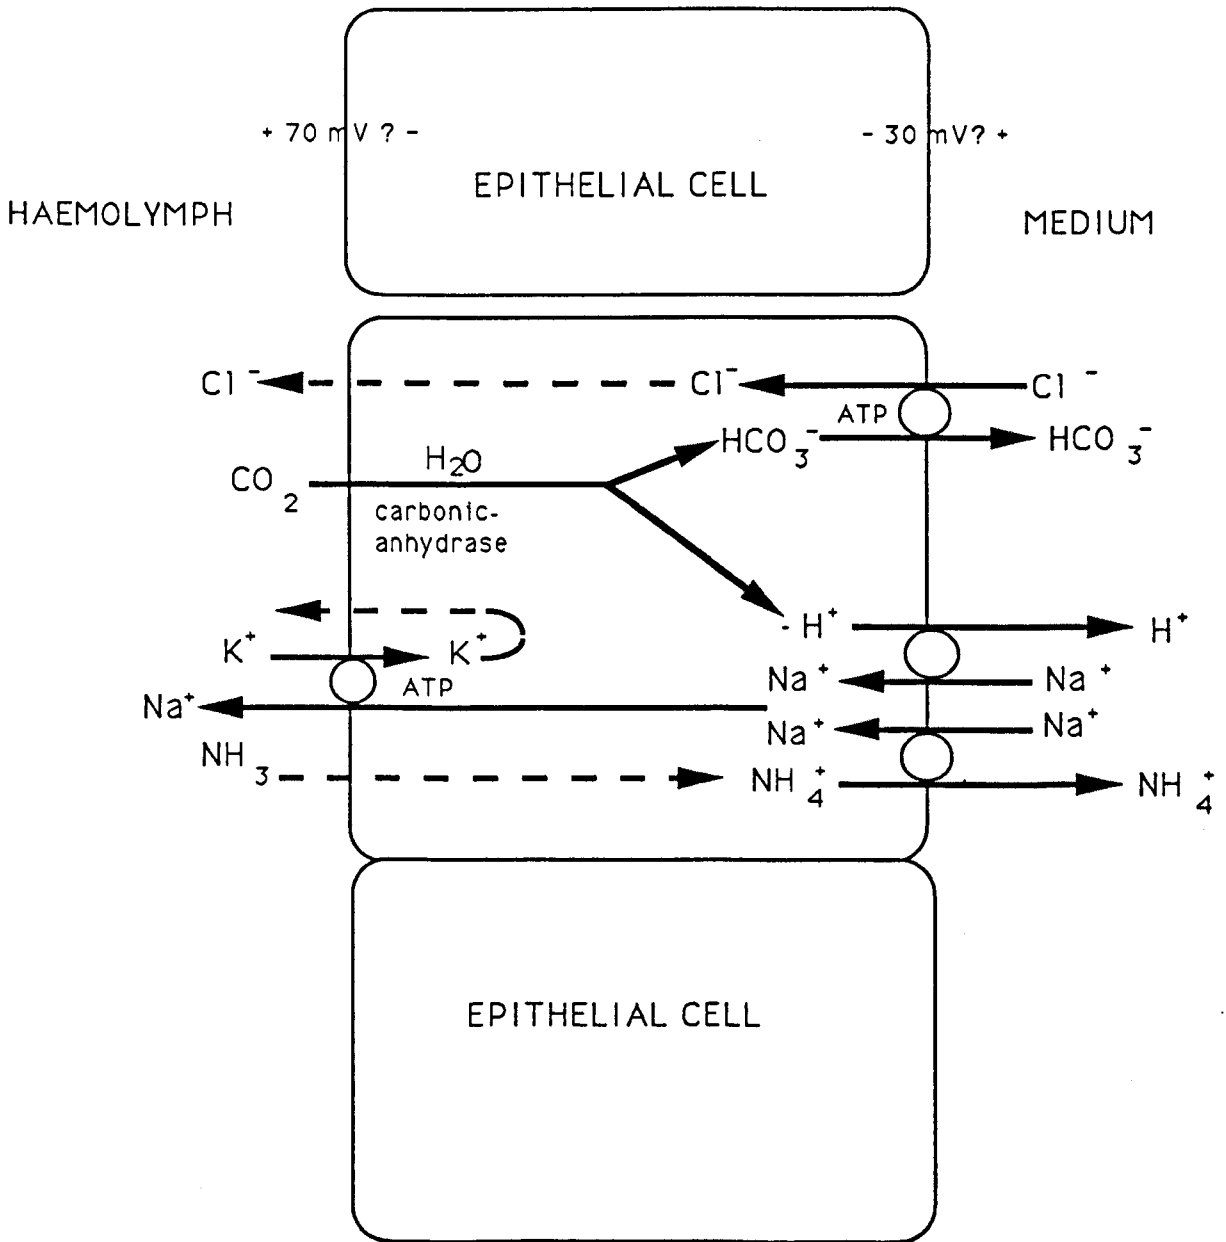 + 70 mV ? -
- 30 mV? +
EPITHELIAL CELL
HAEMOLYMPH
MEDIUM
Cl⁻
Cl⁻
Cl⁻
ATP
HCO₃⁻
HCO₃⁻
H₂O
CO₂
carbonic-
anhydrase
- H⁺
H⁺
K⁺
K⁺
ATP
Na⁺
Na⁺
Na⁺
Na⁺
Na⁺
NH₃
NH₄⁺
NH₄⁺
EPITHELIAL CELL